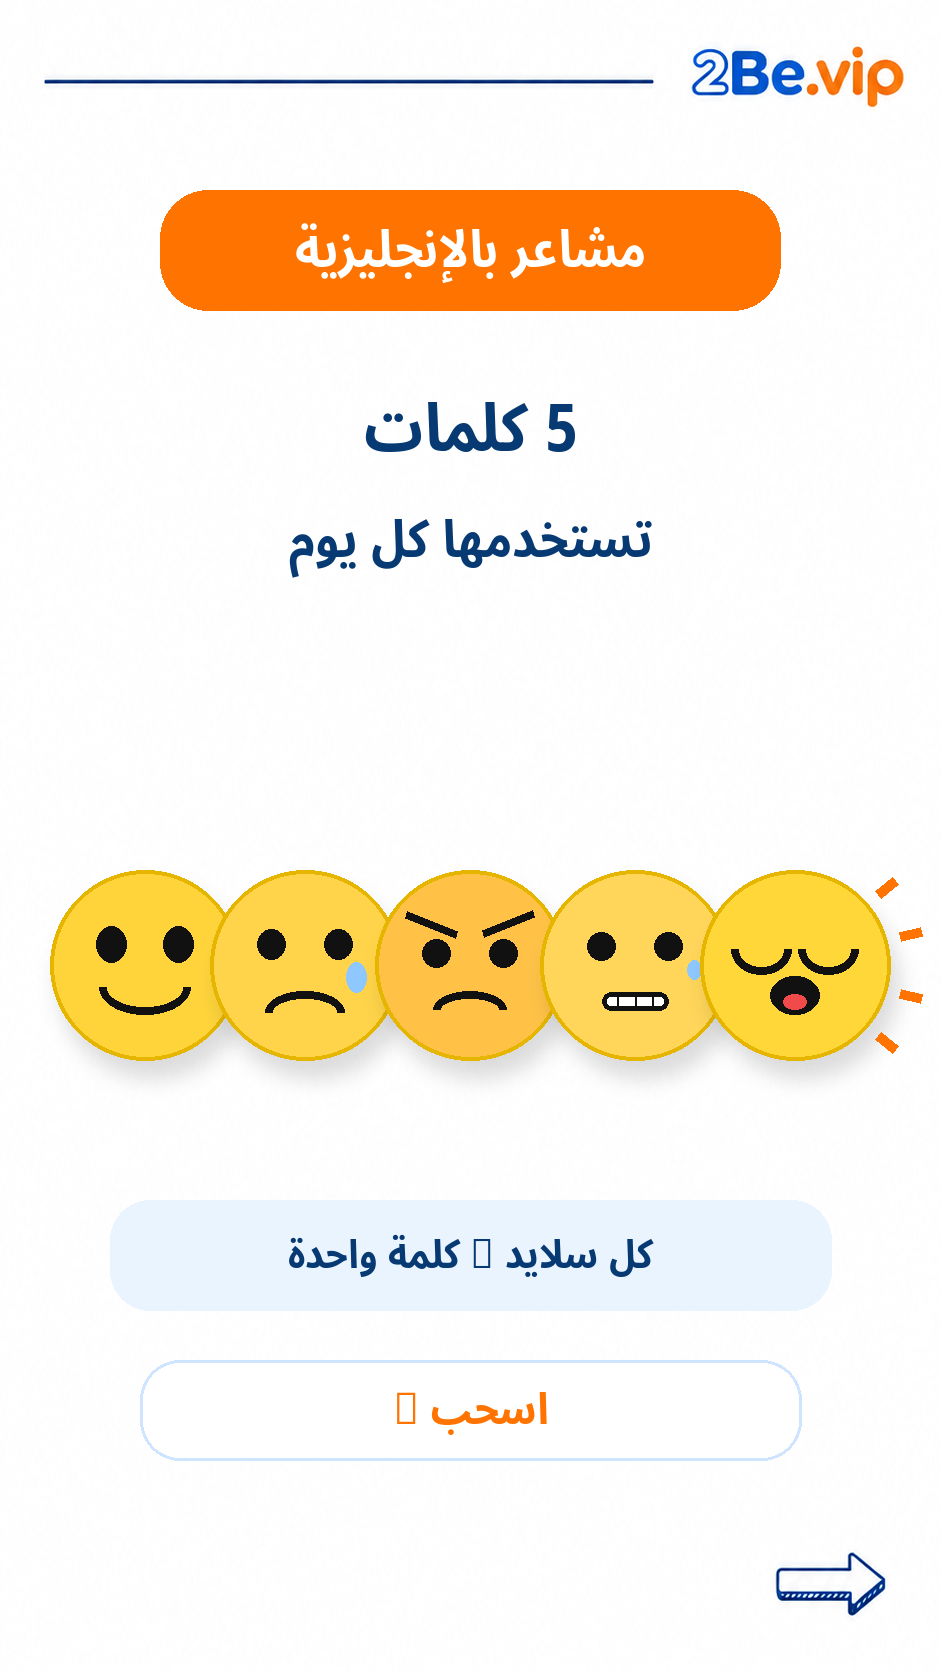 2Be.vip
مشاعر بالإنجليزية
5 كلمات
تستخدمها كل يوم
كل سلايد ▯ كلمة واحدة
اسحب ▯